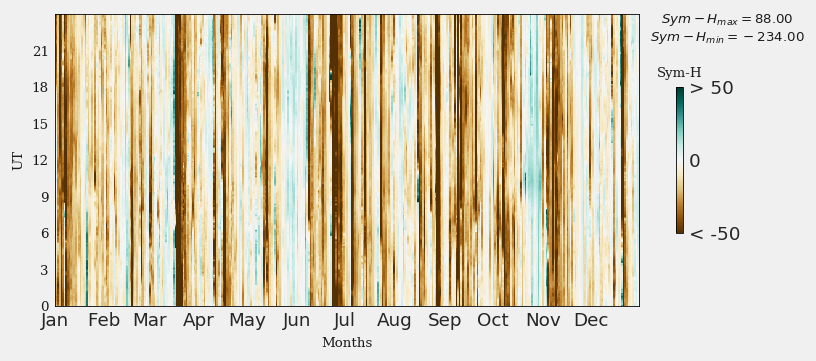 Sym − H_max = 88.00
Sym − H_min = − 234.00
Sym-H
> 50
0
< -50
UT
21
18
15
12
9
6
3
0
Jan Feb Mar Apr May Jun Jul Aug Sep Oct Nov Dec
Months